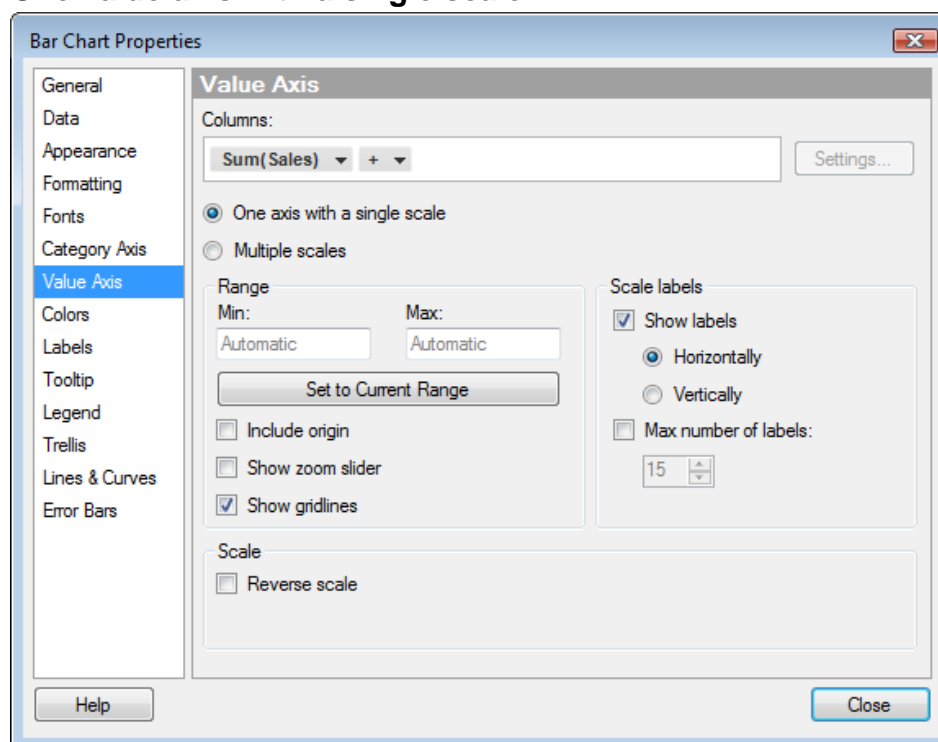 Bar Chart Properties
General
Data
Appearance
Formatting
Fonts
Category Axis
Value Axis
Colors
Labels
Tooltip
Legend
Trellis
Lines & Curves
Error Bars
Value Axis
Columns:
Sum(Sales) +
Settings...
One axis with a single scale
Multiple scales
Range
Min: Max:
Automatic Automatic
Set to Current Range
Include origin
Show zoom slider
Show gridlines
Scale labels
Show labels
Horizontally
Vertically
Max number of labels:
15
Scale
Reverse scale
Help
Close